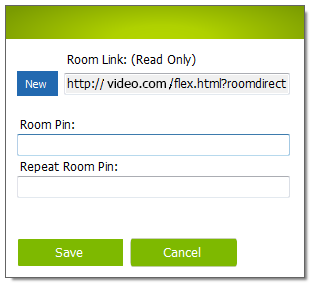 Room Link: (Read Only)
New http:// video.com/flex.html?roomdirect
Room Pin:
Repeat Room Pin:
Save Cancel